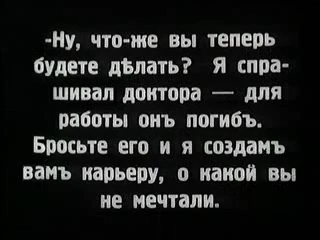 -Ну, что-же вы теперь
будете дѣлать? Я спра-
шивал доктора — для
работы онъ погибъ.
Бросьте его и я создамъ
вамъ карьеру, о какой вы
не мечтали.